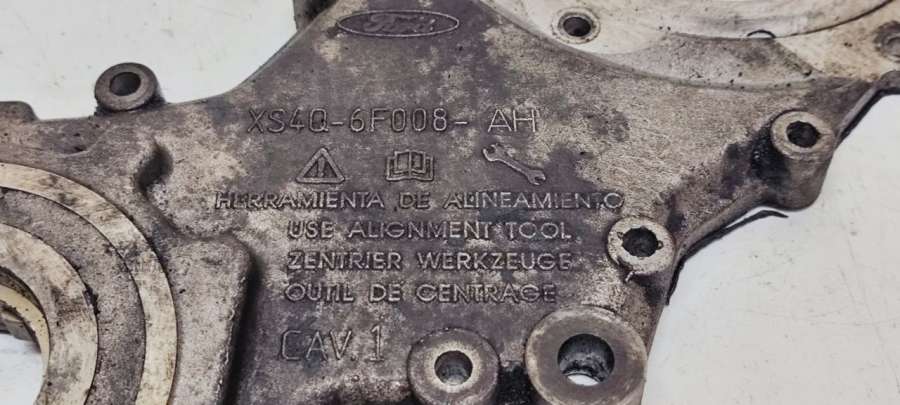 Ford
XS4Q-6F008- AH
HERRAMIENTA DE ALINEAMIENTO
USE ALIGNMENT TOOL
ZENTRIER WERKZEUGE
OUTIL DE CENTRAGE
CAV. 1